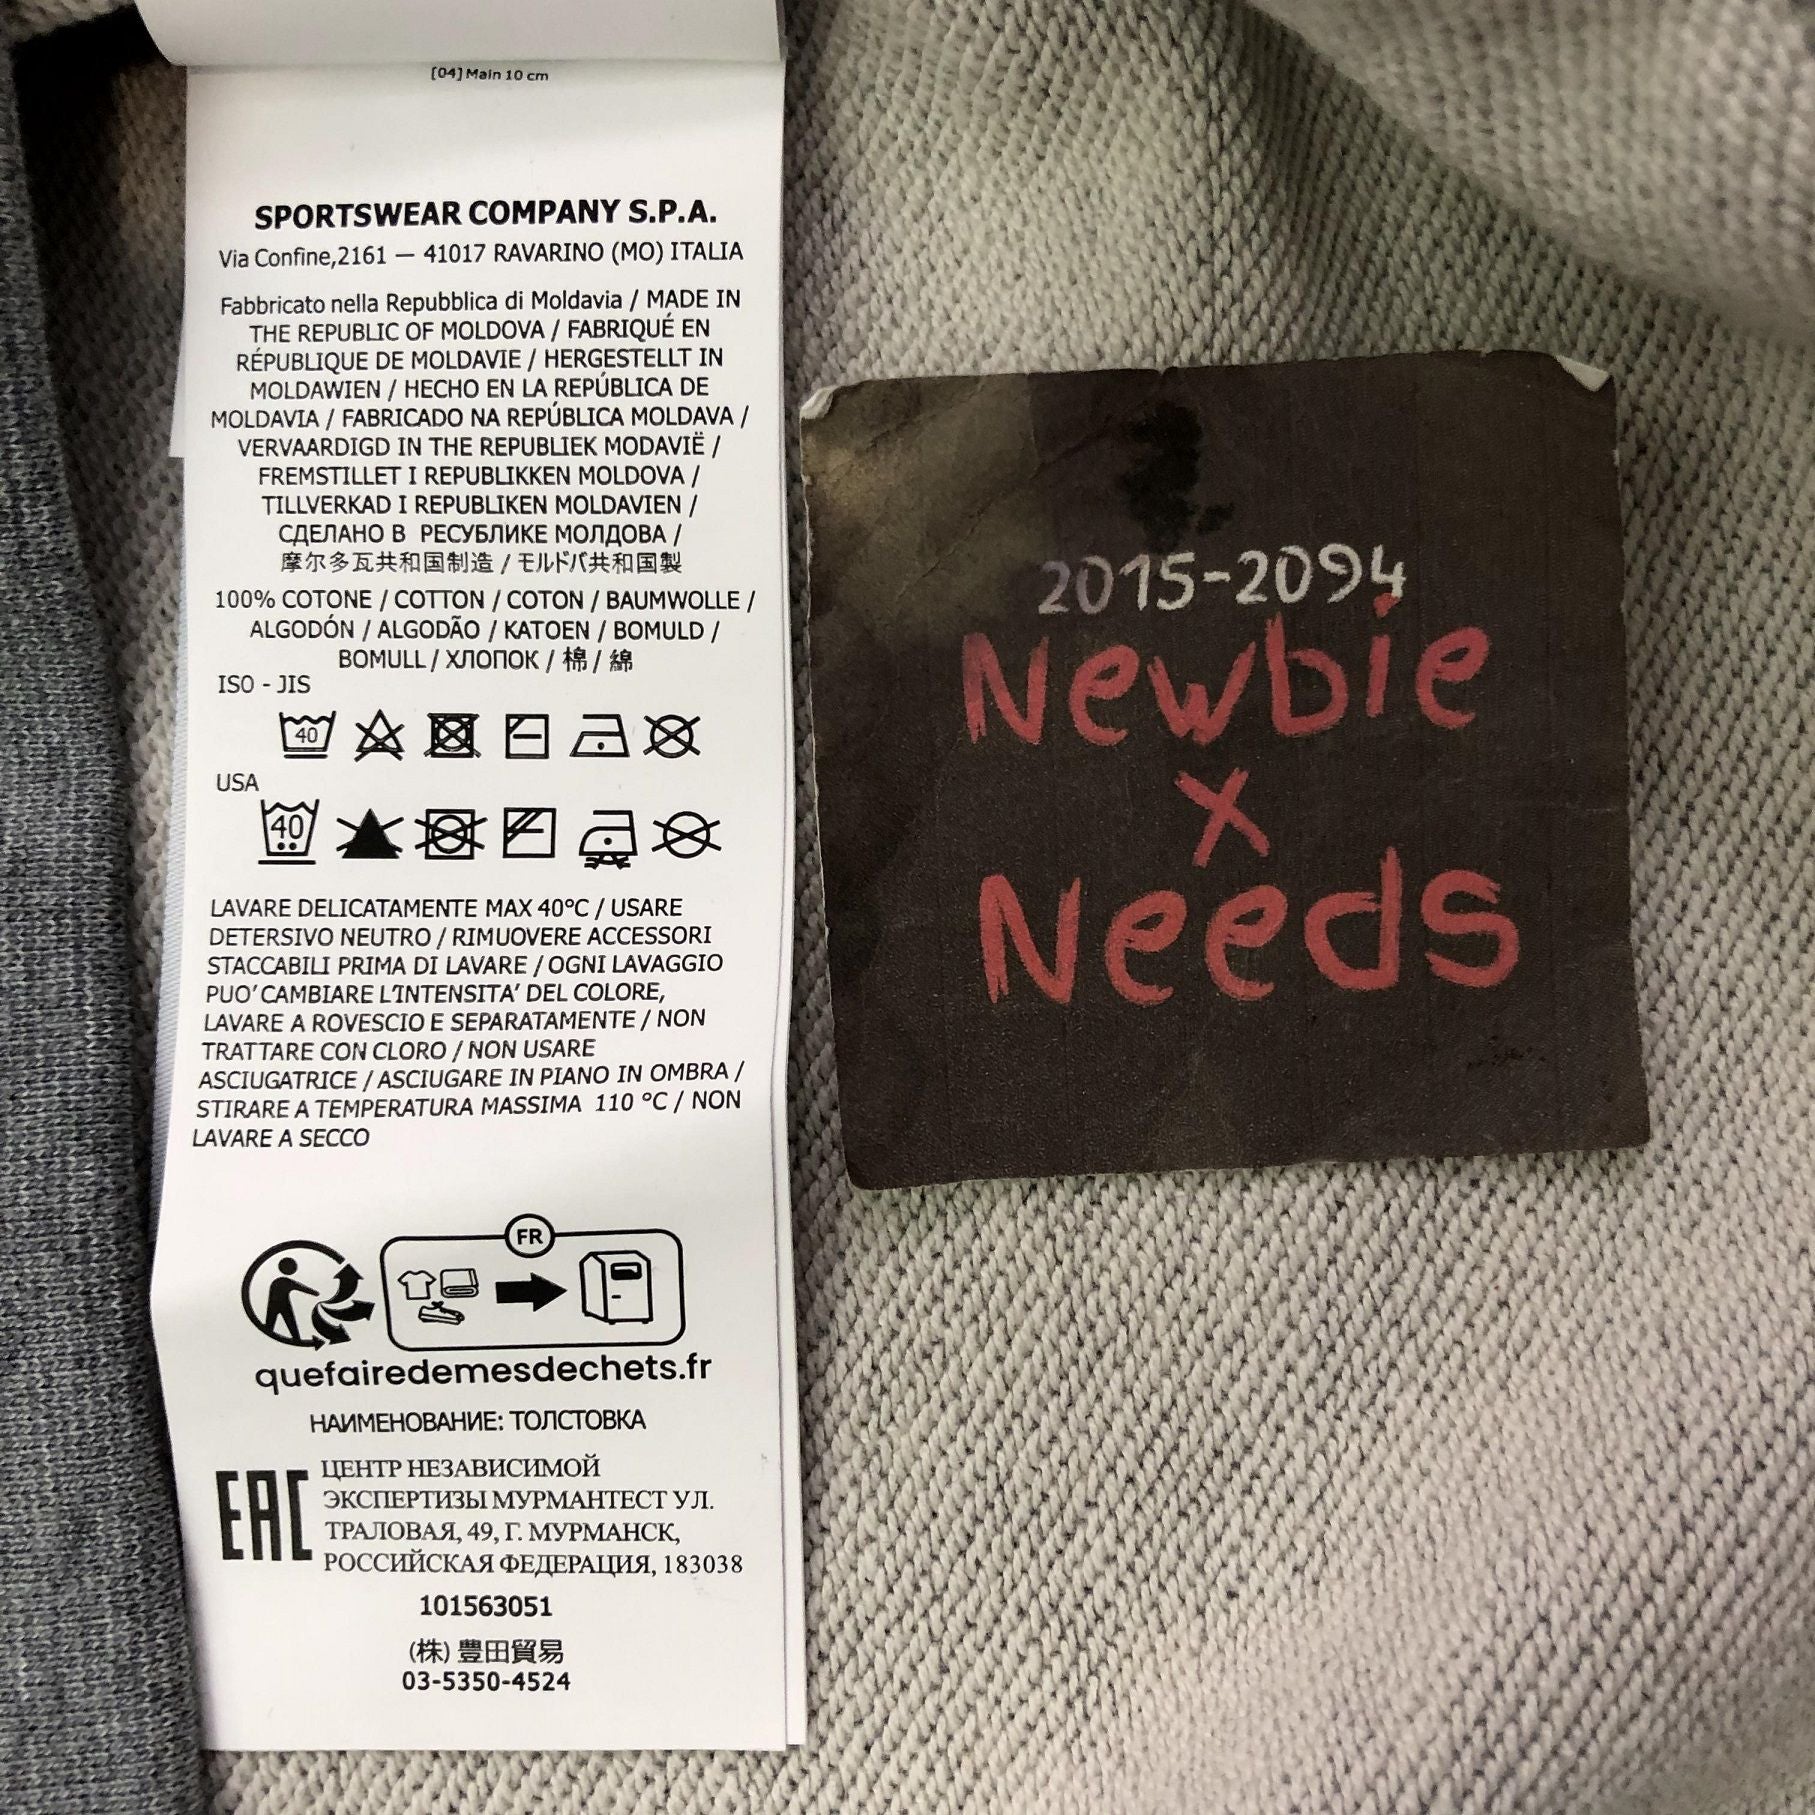 [04] Main 10 cm
SPORTSWEAR COMPANY S.P.A.
Via Confine,2161 — 41017 RAVARINO (MO) ITALIA
Fabbricato nella Repubblica di Moldavia / MADE IN
THE REPUBLIC OF MOLDOVA / FABRIQUÉ EN
RÉPUBLIQUE DE MOLDAVIE / HERGESTELLT IN
MOLDAWIEN / HECHO EN LA REPÚBLICA DE
MOLDAVIA / FABRICADO NA REPÚBLICA MOLDAVA /
VERVAARDIGD IN THE REPUBLIEK MODAVIË /
FREMSTILLET I REPUBLIKKEN MOLDOVA /
TILLVERKAD I REPUBLIKEN MOLDAVIEN /
СДЕЛАНО В РЕСУБЛИКЕ МОЛДОВА /
摩尔多瓦共和国制造 / モルドバ共和国製
100% COTONE / COTTON / COTON / BAUMWOLLE /
ALGODÓN / ALGODÃO / KATOEN / BOMULD /
BOMULL / ХЛОПОК / 棉 / 綿
ISO - JIS
40
USA
40
LAVARE DELICATAMENTE MAX 40°C / USARE
DETERSIVO NEUTRO / RIMUOVERE ACCESSORI
STACCABILI PRIMA DI LAVARE / OGNI LAVAGGIO
PUO' CAMBIARE L'INTENSITA' DEL COLORE,
LAVARE A ROVESCIO E SEPARATAMENTE / NON
TRATTARE CON CLORO / NON USARE
ASCIUGATRICE / ASCIUGARE IN PIANO IN OMBRA /
STIRARE A TEMPERATURA MASSIMA 110 °C / NON
LAVARE A SECCO
FR
quefairedemesdechets.fr
НАИМЕНОВАНИЕ: ТОЛСТОВКА
EAC
ЦЕНТР НЕЗАВИСИМОЙ
ЭКСПЕРТИЗЫ МУРМАНТЕСТ УЛ.
ТРАЛОВАЯ, 49, Г. МУРМАНСК,
РОССИЙСКАЯ ФЕДЕРАЦИЯ, 183038
101563051
(株) 豊田貿易
03-5350-4524
2015-2094
Newbie
x
Needs